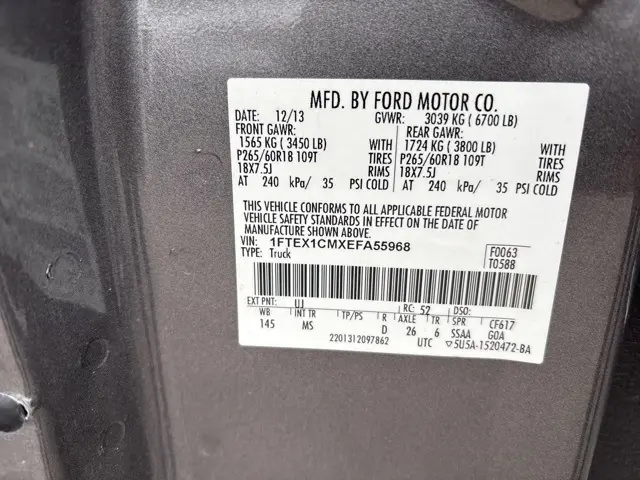 MFD. BY FORD MOTOR CO.
DATE: 12/13 GVWR: 3039 KG ( 6700 LB)
FRONT GAWR: REAR GAWR:
1565 KG ( 3450 LB) WITH 1724 KG ( 3800 LB) WITH
P265/60R18 109T TIRES P265/60R18 109T TIRES
18X7.5J RIMS 18X7.5J RIMS
AT 240 kPa/ 35 PSI COLD AT 240 kPa/ 35 PSI COLD
THIS VEHICLE CONFORMS TO ALL APPLICABLE FEDERAL MOTOR
VEHICLE SAFETY STANDARDS IN EFFECT ON THE DATE OF
MANUFACTURE SHOWN ABOVE.
VIN: 1FTEX1CMXEFA55968 F0063
TYPE: Truck T0588
EXT PNT: UJ RC: 52 DSO:
WB INT TR TP/PS R AXLE TR SPR CF617
145 MS D 26 6 SSAA GOA
2201312097862 UTC ▽5U5A-1520472-BA